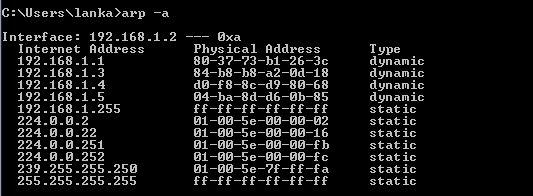 C:\Users\lanka>arp -a
Interface: 192.168.1.2 --- 0xa
Internet Address Physical Address Type
192.168.1.1 80-37-73-b1-26-3c dynamic
192.168.1.3 84-b8-b8-a2-0d-18 dynamic
192.168.1.4 d0-f8-8c-d9-80-68 dynamic
192.168.1.5 04-ba-8d-d6-0b-85 dynamic
192.168.1.255 ff-ff-ff-ff-ff-ff static
224.0.0.2 01-00-5e-00-00-02 static
224.0.0.22 01-00-5e-00-00-16 static
224.0.0.251 01-00-5e-00-00-fb static
224.0.0.252 01-00-5e-00-00-fc static
239.255.255.250 01-00-5e-7f-ff-fa static
255.255.255.255 ff-ff-ff-ff-ff-ff static